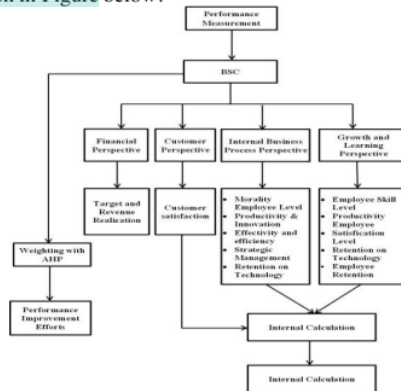 on in Figure below.
Performance
Measurement
BSC
Financial
Perspective
Customer
Perspective
Internal Business
Process Perspective
Growth and
Learning
Perspective
Target and
Revenue
Realization
Customer
satisfaction
• Morality
Employee Level
• Productivity &
Innovation
• Effectivity and
efficiency
• Strategic
Management
• Retention on
Technology
• Employee Skill
Level
• Productivity
Employee
• Satisfication
Level
• Retention on
Technology
• Employee
Retention
Weighting with
AHP
Performance
Improvement
Efforts
Internal Calculation
Internal Calculation